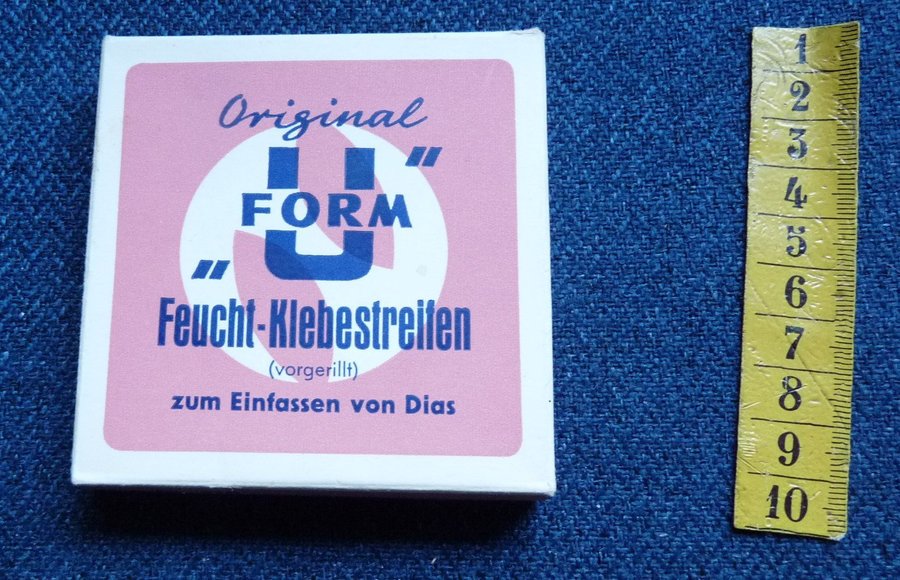 Original
„U"
FORM
Feucht-Klebestreifen
(vorgerillt)
zum Einfassen von Dias
1
2
3
4
5
6
7
8
9
10